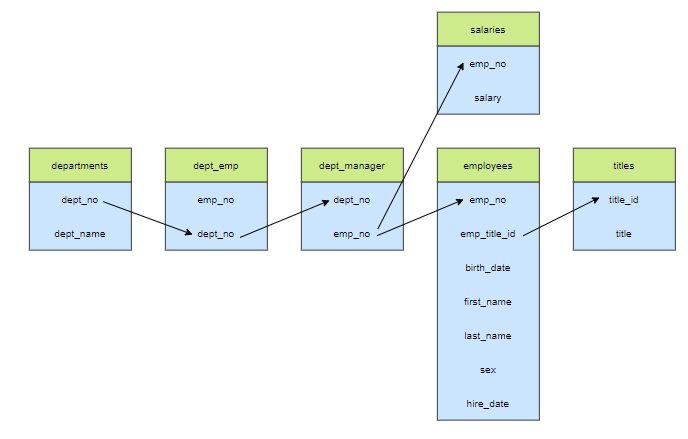 salaries
emp_no
salary
departments
dept_no
dept_name
dept_emp
emp_no
dept_no
dept_manager
dept_no
emp_no
employees
emp_no
emp_title_id
birth_date
first_name
last_name
sex
hire_date
titles
title_id
title